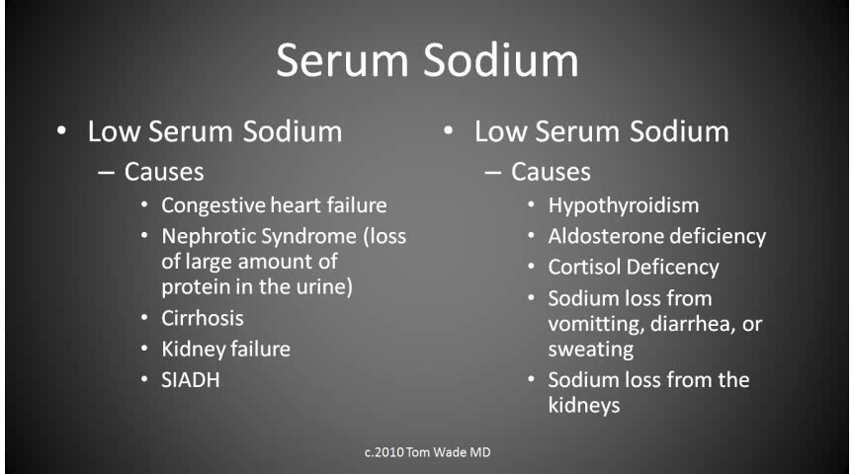 Serum Sodium
• Low Serum Sodium
– Causes
• Congestive heart failure
• Nephrotic Syndrome (loss
of large amount of
protein in the urine)
• Cirrhosis
• Kidney failure
• SIADH
• Low Serum Sodium
– Causes
• Hypothyroidism
• Aldosterone deficiency
• Cortisol Deficency
• Sodium loss from
vomitting, diarrhea, or
sweating
• Sodium loss from the
kidneys
c.2010 Tom Wade MD